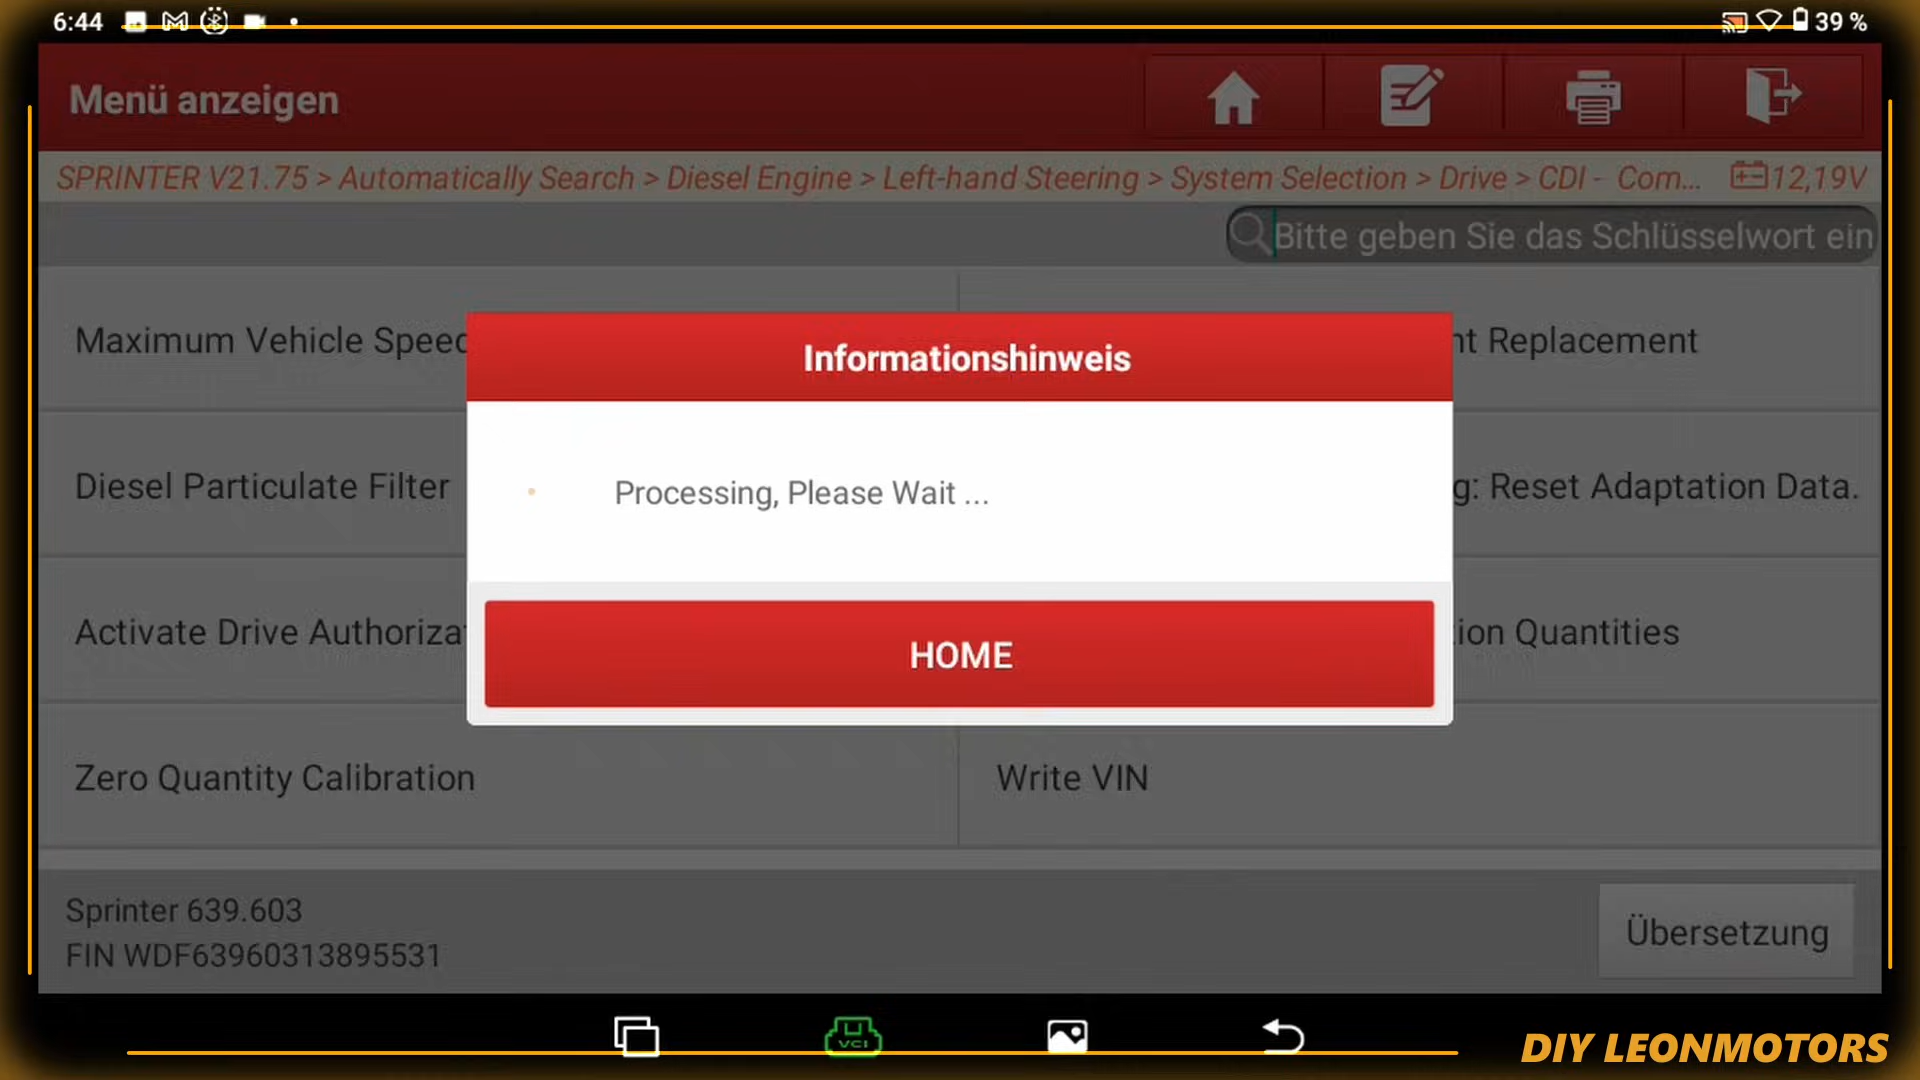 6:44
39 %
Menü anzeigen
SPRINTER V21.75 > Automatically Search > Diesel Engine > Left-hand Steering > System Selection > Drive > CDI - Com...
12,19V
Bitte geben Sie das Schlüsselwort ein
Maximum Vehicle Speed
nt Replacement
Informationshinweis
Diesel Particulate Filter
g: Reset Adaptation Data.
Processing, Please Wait ...
Activate Drive Authoriza
ion Quantities
HOME
Zero Quantity Calibration
Write VIN
Sprinter 639.603
FIN WDF63960313895531
Übersetzung
VCI
DIY LEONMOTORS